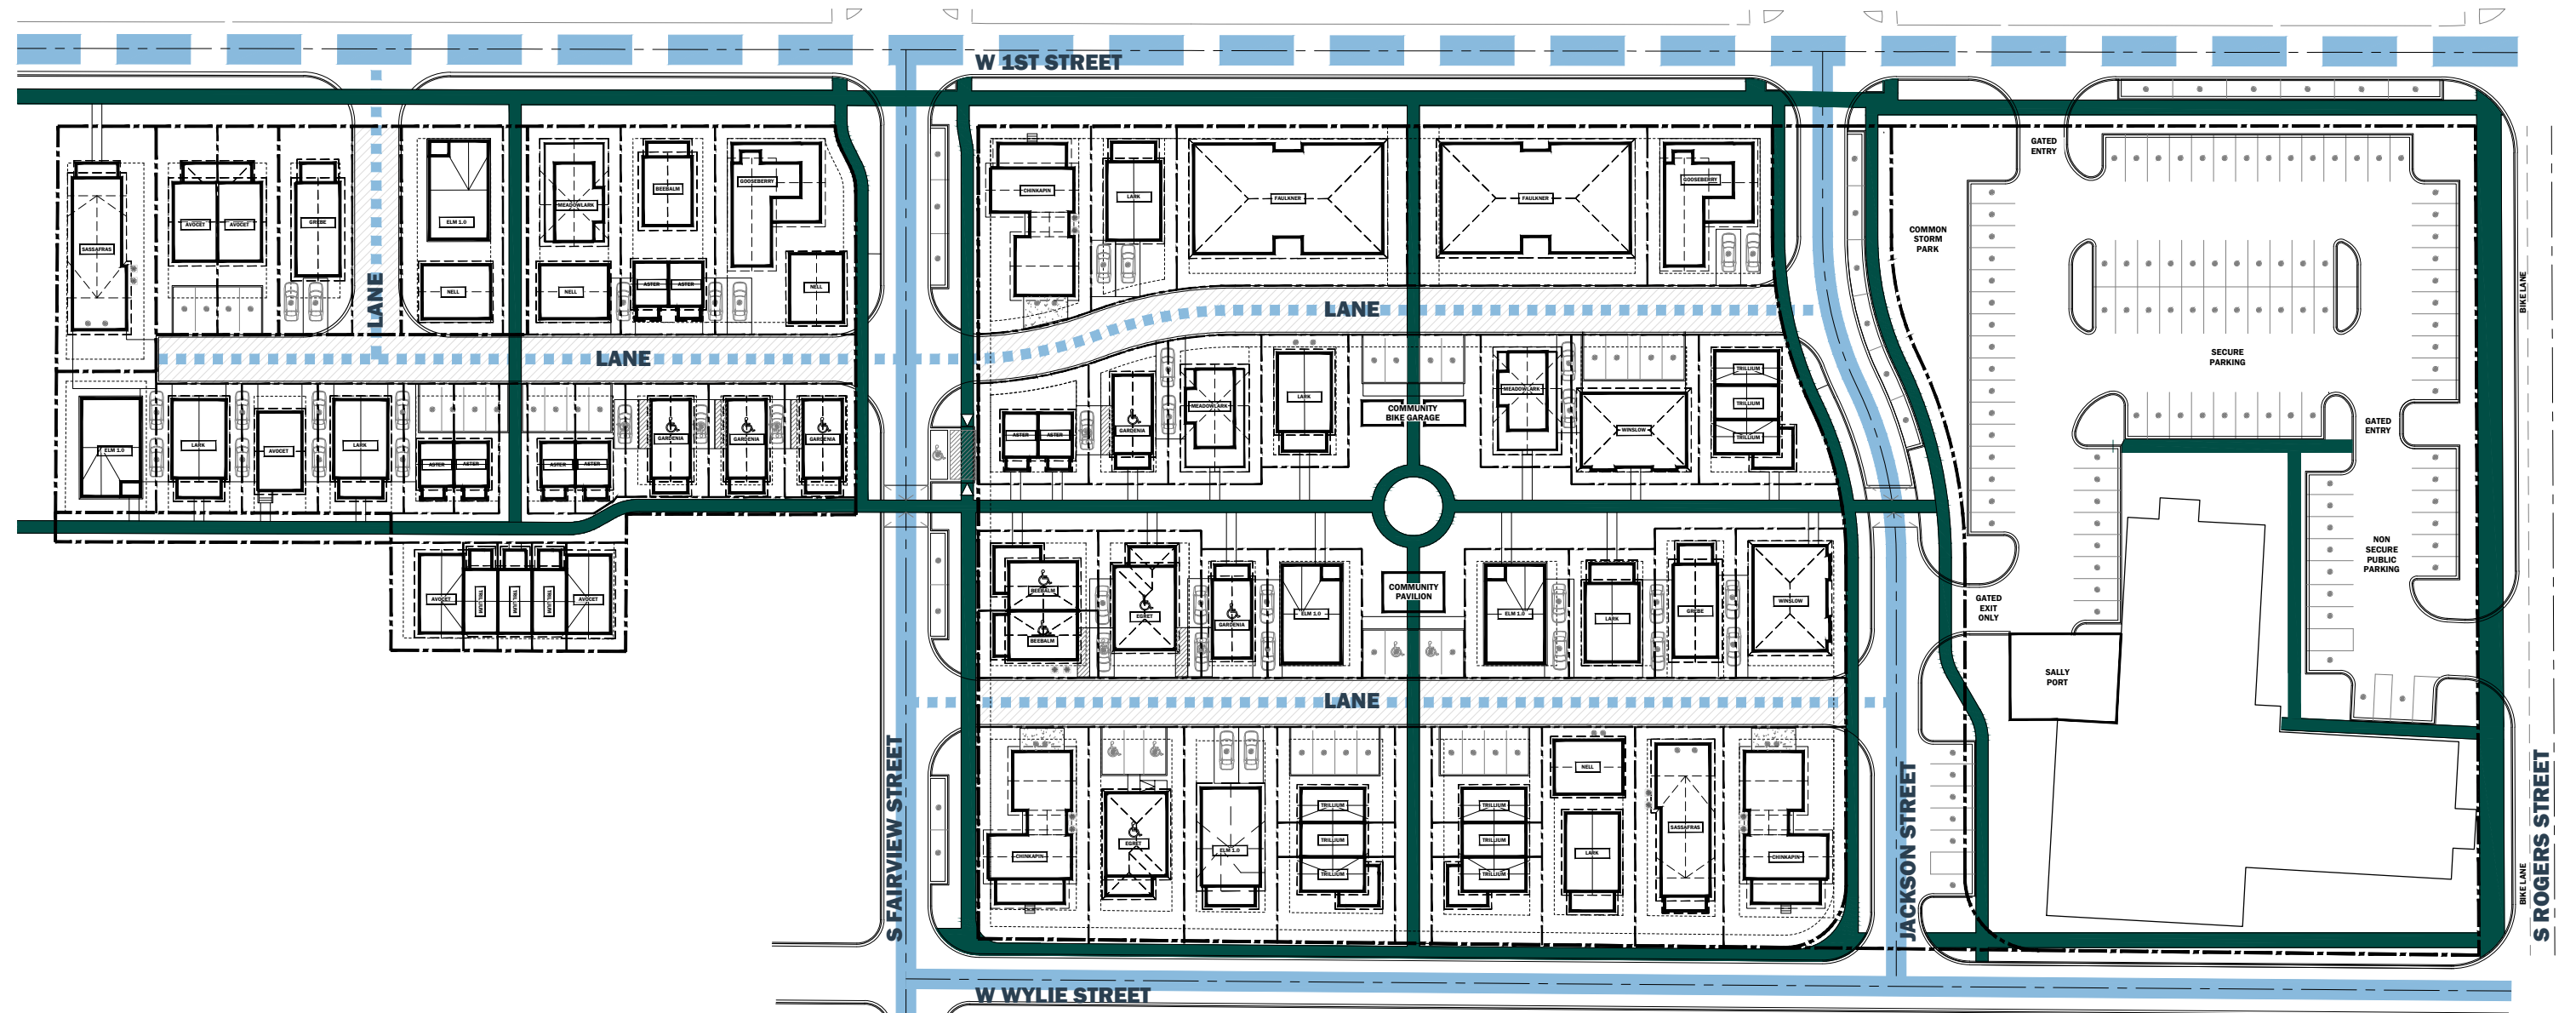 W 1ST STREET
GATED
ENTRY
SASSAFRAS
AVOCET
AVOCET
GREBE
ELM 1.0
MEADOWLARK
BEEBALM
GOOSEBERRY
CHINKAPIN
LARK
FAULKNER
FAULKNER
GOOSEBERRY
COMMON
STORM
PARK
LANE
NELL
NELL
ASTER
ASTER
NELL
LANE
BIKE LANE
LANE
SECURE
PARKING
ELM 1.0
LARK
AVOCET
LARK
ASTER
ASTER
ASTER
ASTER
GARDENIA
GARDENIA
GARDENIA
ASTER
ASTER
GARDENIA
MEADOWLARK
LARK
COMMUNITY
BIKE GARAGE
MEADOWLARK
WINSLOW
TRILLIUM
TRILLIUM
TRILLIUM
GATED
ENTRY
NON
SECURE
PUBLIC
PARKING
AVOCET
TRILLIUM
TRILLIUM
TRILLIUM
AVOCET
BEEBALM
BEEBALM
EGRET
GARDENIA
ELM 1.0
COMMUNITY
PAVILION
ELM 1.0
LARK
GREBE
WINSLOW
GATED
EXIT
ONLY
SALLY
PORT
LANE
S FAIRVIEW STREET
CHINKAPIN
EGRET
ELM 1.0
TRILLIUM
TRILLIUM
TRILLIUM
TRILLIUM
TRILLIUM
TRILLIUM
NELL
LARK
SASSAFRAS
CHINKAPIN
JACKSON STREET
BIKE LANE
S ROGERS STREET
W WYLIE STREET